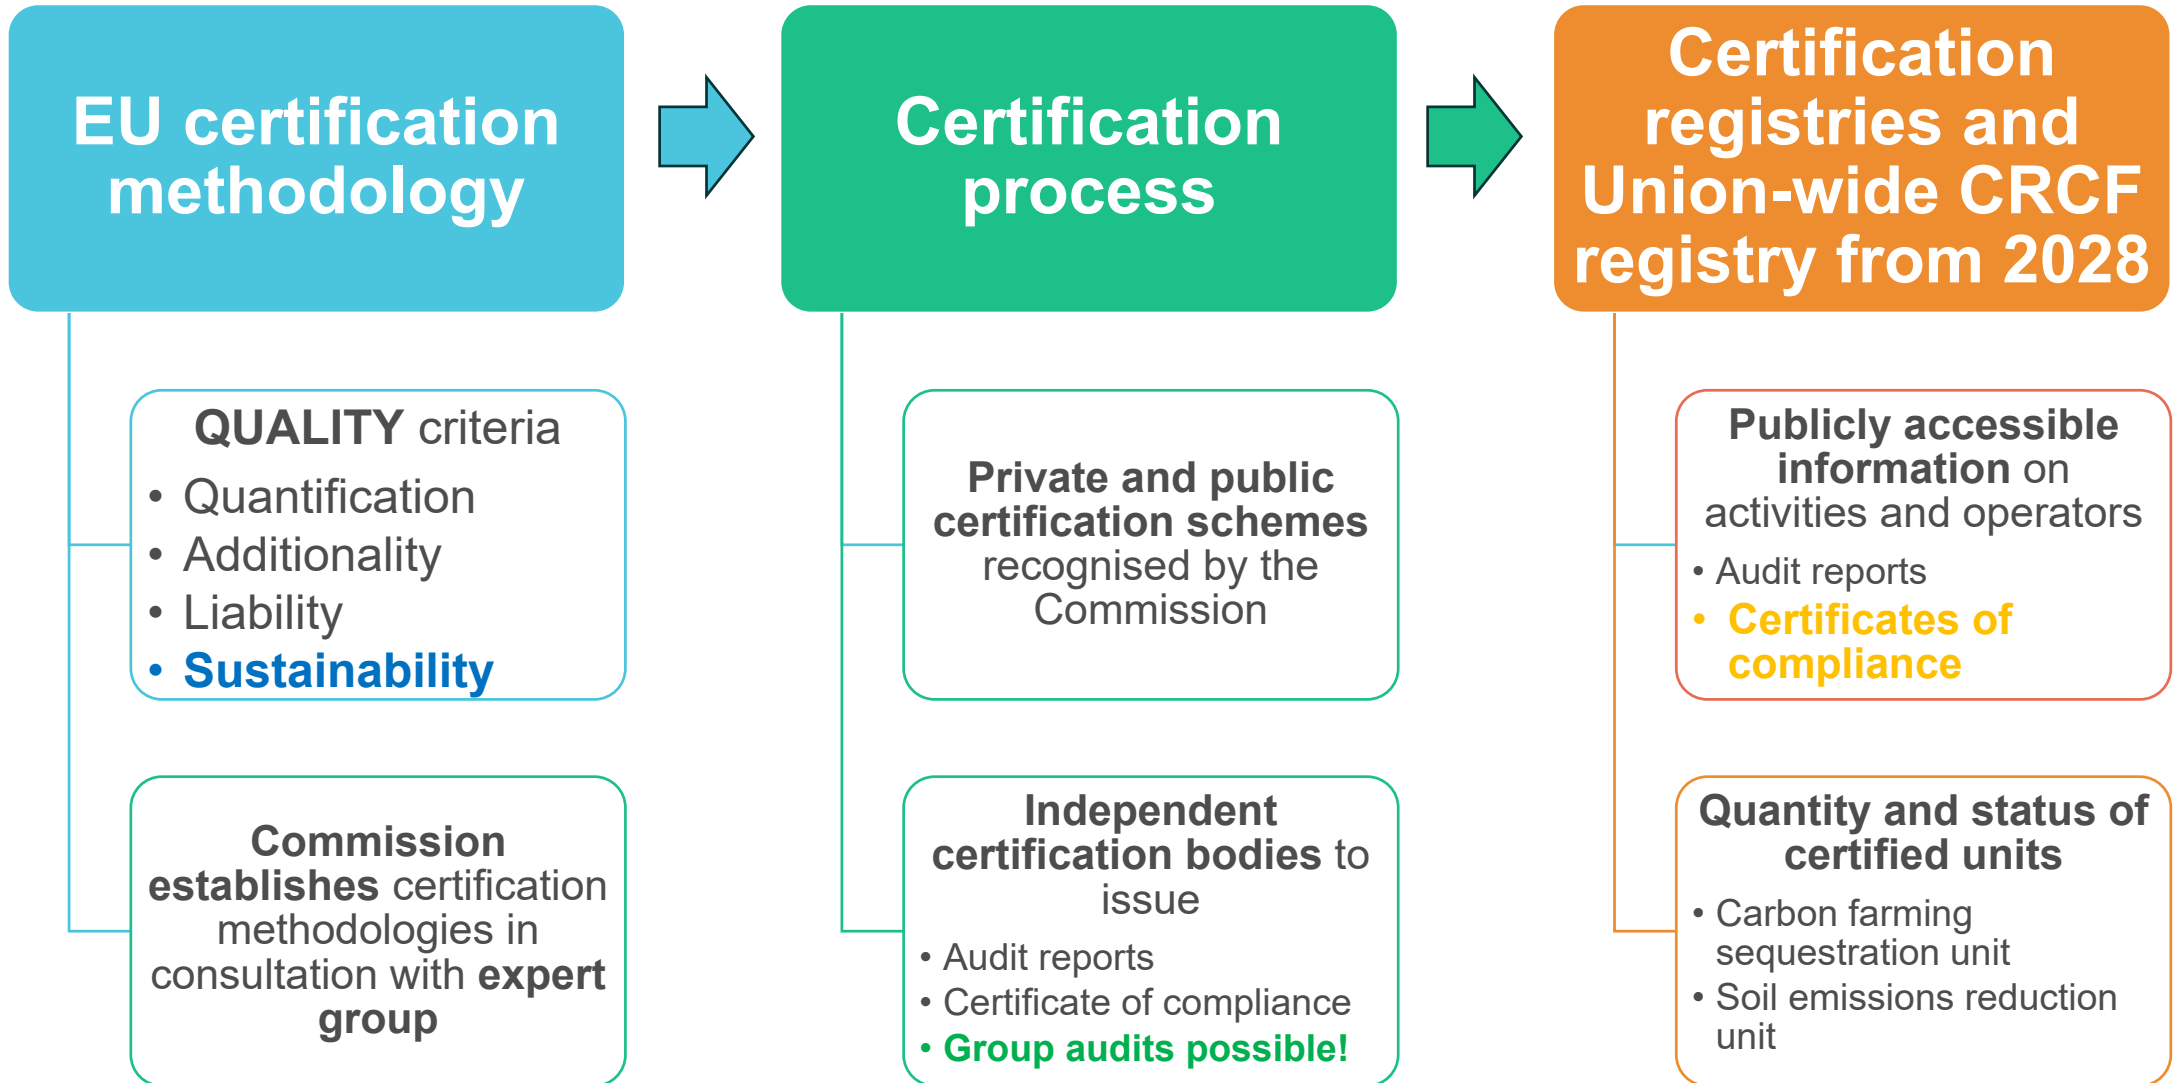 EU certification
methodology
QUALITY criteria
• Quantification
• Additionality
• Liability
• Sustainability
Commission
establishes certification
methodologies in
consultation with expert
group
Certification
process
Private and public
certification schemes
recognised by the
Commission
Independent
certification bodies to
issue
• Audit reports
• Certificate of compliance
• Group audits possible!
Certification
registries and
Union-wide CRCF
registry from 2028
Publicly accessible
information on
activities and operators
• Audit reports
• Certificates of
compliance
Quantity and status of
certified units
• Carbon farming
sequestration unit
• Soil emissions reduction
unit